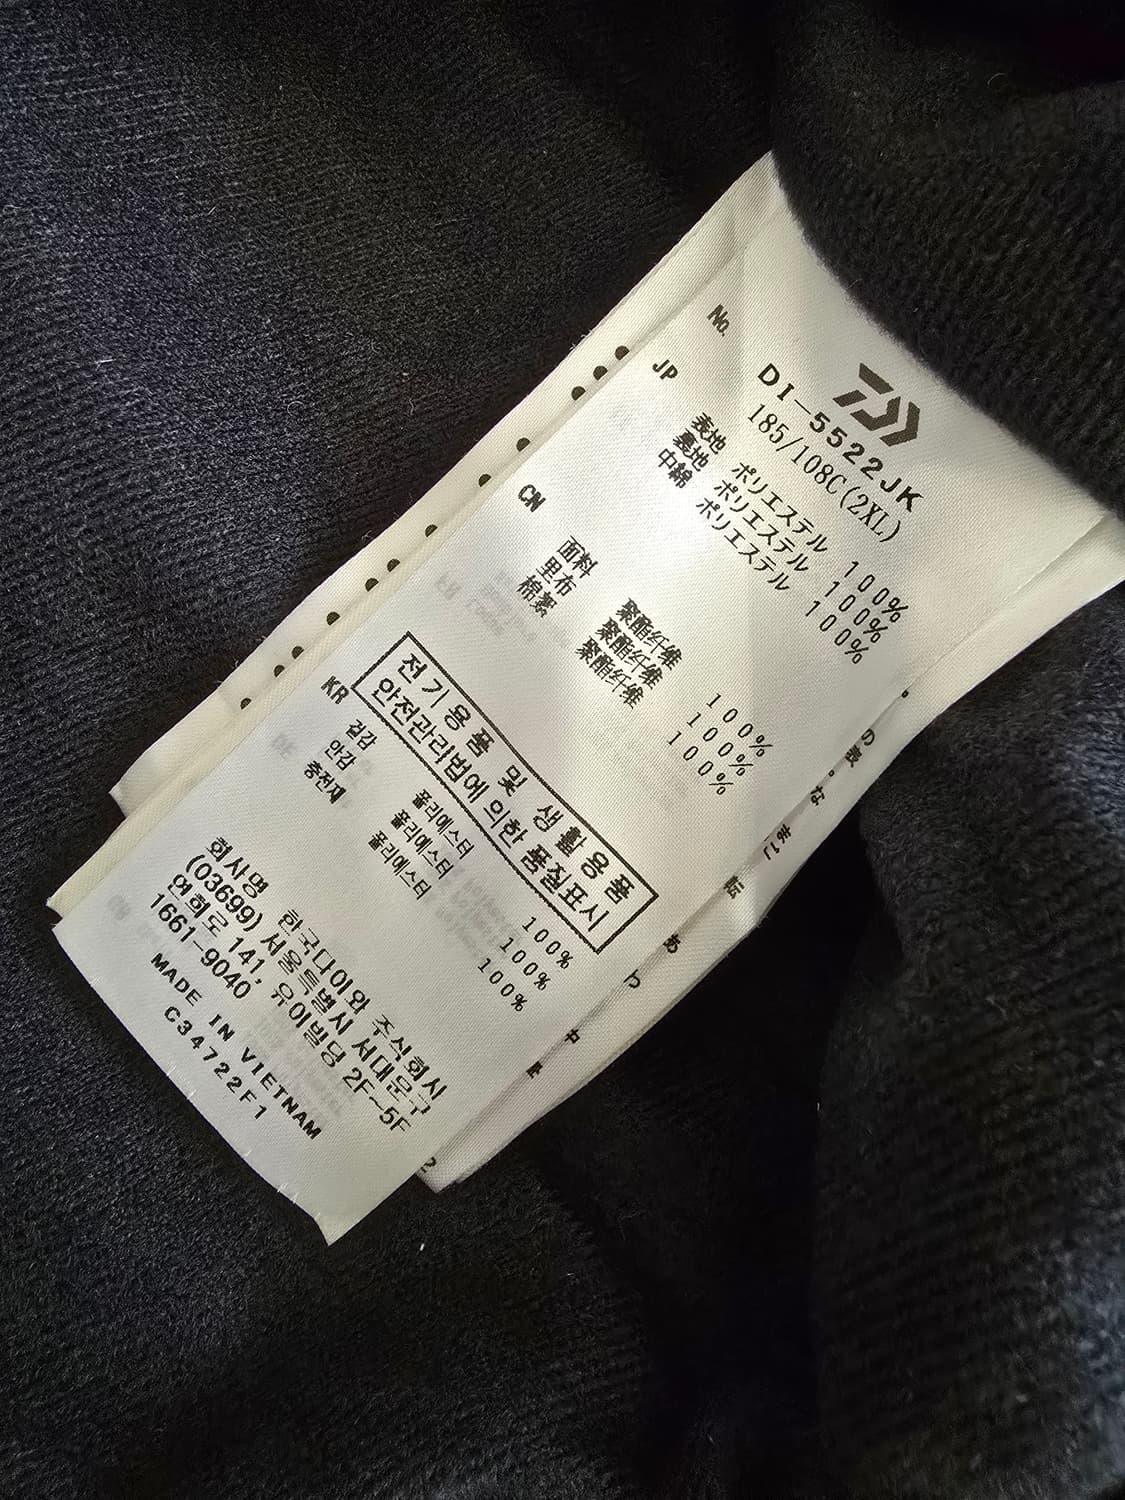 No. DI-5522JK
185/108C(2XL)
JP 表地 ポリエステル 100%
裏地 ポリエステル 100%
中綿 ポリエステル 100%
CN
面料 聚酯纤维 100%
里布 聚酯纤维 100%
棉絮 聚酯纤维 100%
전기용품 및 생활용품
안전관리법에 의한 품질표시
KR
겉감 폴리에스터 100%
안감 폴리에스터 100%
충전재 폴리에스터 100%
회사명 한국다이와 주식회사
(03699) 서울특별시 서대문구
연희로 141, 유이빌딩 2F~5F
1661-9040
MADE IN VIETNAM
C34722F1